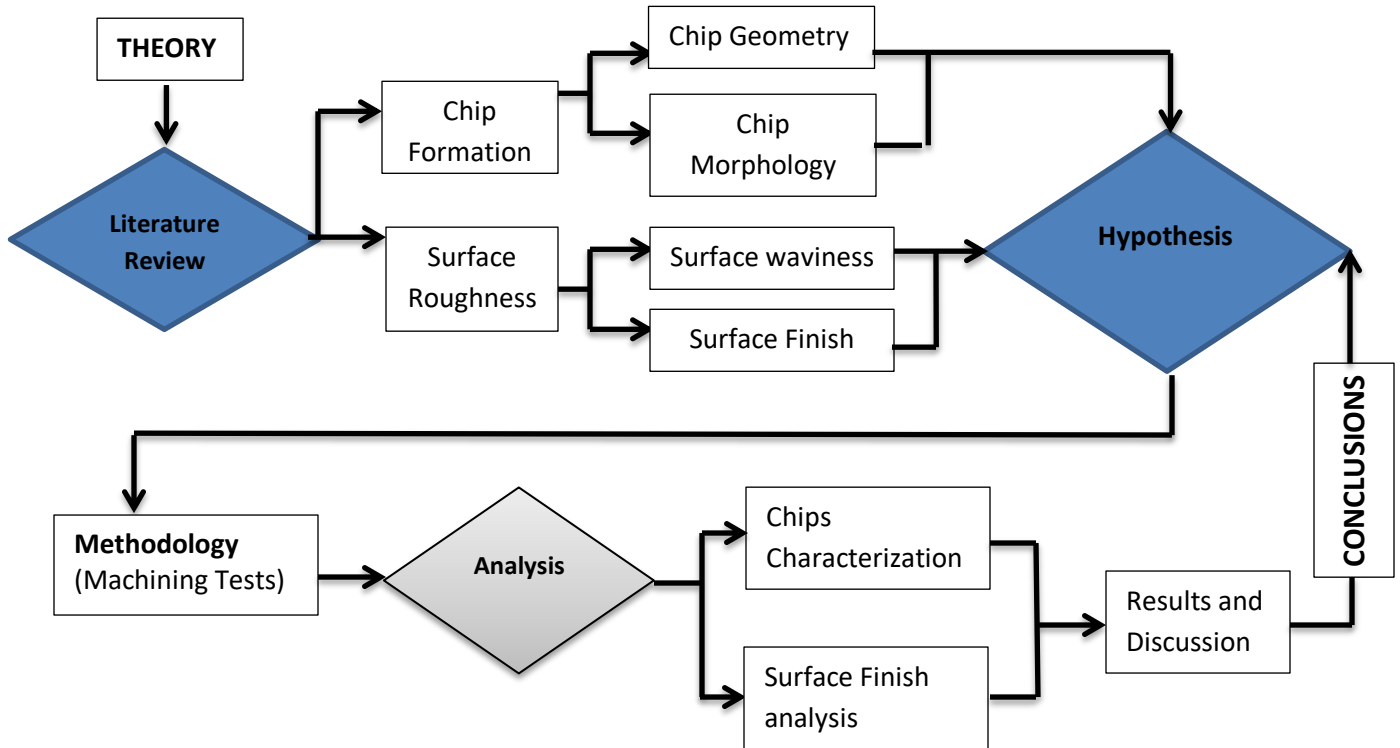 THEORY
Chip Geometry
Chip
Formation
Chip
Morphology
Literature
Review
Surface
Roughness
Surface waviness
Surface Finish
Hypothesis
CONCLUSIONS
Methodology
(Machining Tests)
Analysis
Chips
Characterization
Surface Finish
analysis
Results and
Discussion